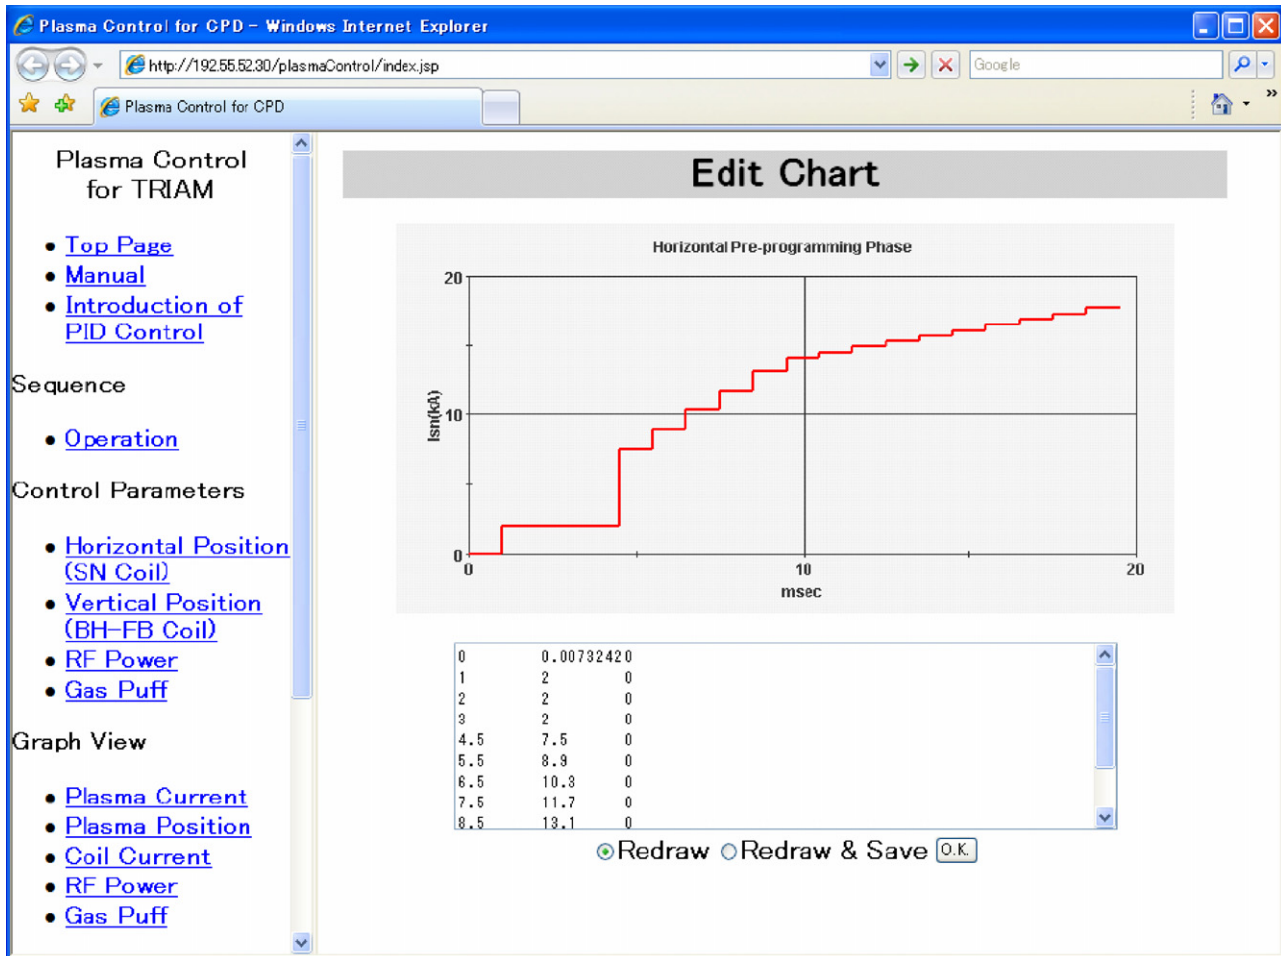 Plasma Control for CPD - Windows Internet Explorer
http://192.55.52.30/plasmaControl/index.jsp
Google
Plasma Control for CPD
»
Plasma Control
for TRIAM
• Top Page
• Manual
• Introduction of
PID Control
Sequence
• Operation
Control Parameters
• Horizontal Position
(SN Coil)
• Vertical Position
(BH-FB Coil)
• RF Power
• Gas Puff
Graph View
• Plasma Current
• Plasma Position
• Coil Current
• RF Power
• Gas Puff
Edit Chart
Horizontal Pre-programming Phase
20
10
0
Isn(kA)
0 10 20
msec
0 0.00732420
1 2 0
2 2 0
3 2 0
4.5 7.5 0
5.5 8.9 0
6.5 10.3 0
7.5 11.7 0
8.5 13.1 0
Redraw Redraw & Save O.K.